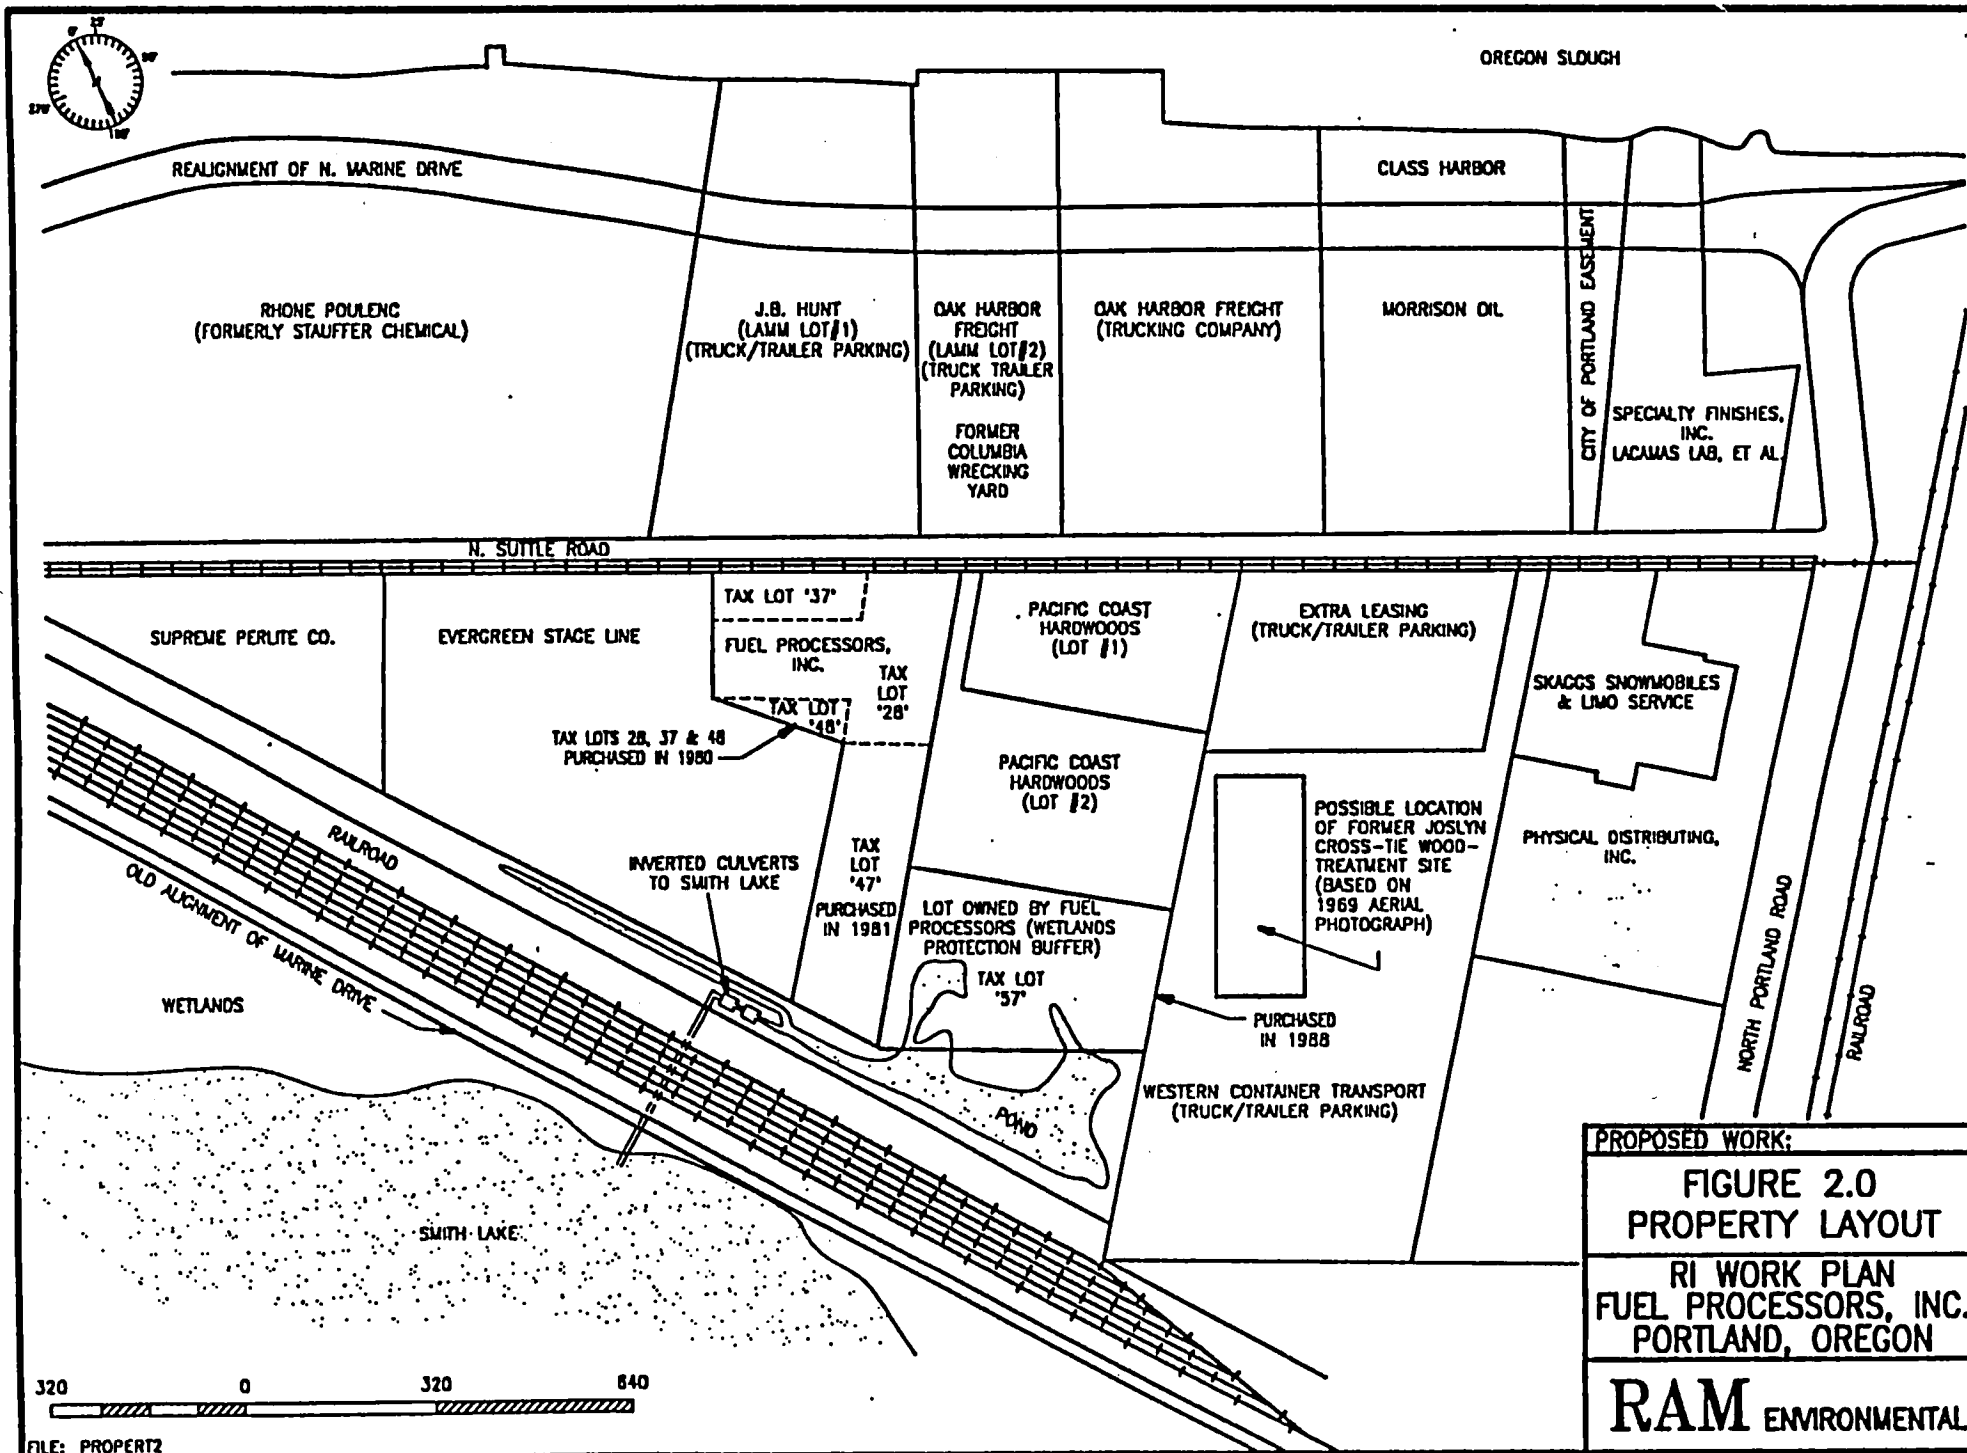 OREGON SLOUGH
0°
90°
180°
REALIGNMENT OF N. MARINE DRIVE
CLASS HARBOR
RHONE POULENC
(FORMERLY STAUFFER CHEMICAL)
J.B. HUNT
(LAMM LOT#1)
(TRUCK/TRAILER PARKING)
OAK HARBOR
FREIGHT
(LAMM LOT#2)
(TRUCK TRAILER
PARKING)
FORMER
COLUMBIA
WRECKING
YARD
OAK HARBOR FREIGHT
(TRUCKING COMPANY)
MORRISON OIL
CITY OF PORTLAND EASEMENT
SPECIALTY FINISHES,
INC.
LACAMAS LAB, ET AL
N. SUTTLE ROAD
SUPREME PERLITE CO.
EVERGREEN STAGE LINE
TAX LOT '37'
FUEL PROCESSORS,
INC.
TAX
LOT
'28'
TAX LOT
'48'
TAX LOTS 28, 37 & 48
PURCHASED IN 1980
PACIFIC COAST
HARDWOODS
(LOT #1)
EXTRA LEASING
(TRUCK/TRAILER PARKING)
SKAGGS SNOWMOBILES
& LIMO SERVICE
PACIFIC COAST
HARDWOODS
(LOT #2)
POSSIBLE LOCATION
OF FORMER JOSLYN
CROSS-TIE WOOD-
TREATMENT SITE
(BASED ON
1969 AERIAL
PHOTOGRAPH)
PHYSICAL DISTRIBUTING,
INC.
RAILROAD
OLD ALIGNMENT OF MARINE DRIVE
INVERTED CULVERTS
TO SMITH LAKE
TAX
LOT
'47'
PURCHASED
IN 1981
LOT OWNED BY FUEL
PROCESSORS (WETLANDS
PROTECTION BUFFER)
TAX LOT
'57'
PURCHASED
IN 1988
NORTH PORTLAND ROAD
RAILROAD
WETLANDS
POND
WESTERN CONTAINER TRANSPORT
(TRUCK/TRAILER PARKING)
SMITH LAKE
PROPOSED WORK:
FIGURE 2.0
PROPERTY LAYOUT
RI WORK PLAN
FUEL PROCESSORS, INC.
PORTLAND, OREGON
RAM ENVIRONMENTAL
320 0 320 640
FILE: PROPERT2